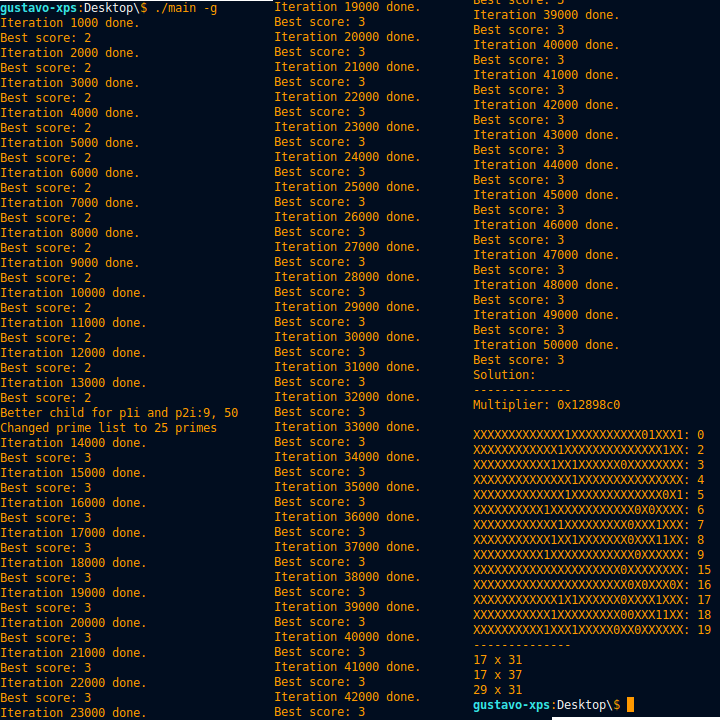 gustavo-xps:Desktop\$ ./main -g
Iteration 1000 done.
Best score: 2
Iteration 2000 done.
Best score: 2
Iteration 3000 done.
Best score: 2
Iteration 4000 done.
Best score: 2
Iteration 5000 done.
Best score: 2
Iteration 6000 done.
Best score: 2
Iteration 7000 done.
Best score: 2
Iteration 8000 done.
Best score: 2
Iteration 9000 done.
Best score: 2
Iteration 10000 done.
Best score: 2
Iteration 11000 done.
Best score: 2
Iteration 12000 done.
Best score: 2
Iteration 13000 done.
Best score: 2
Better child for p1i and p2i:9, 50
Changed prime list to 25 primes
Iteration 14000 done.
Best score: 3
Iteration 15000 done.
Best score: 3
Iteration 16000 done.
Best score: 3
Iteration 17000 done.
Best score: 3
Iteration 18000 done.
Best score: 3
Iteration 19000 done.
Best score: 3
Iteration 20000 done.
Best score: 3
Iteration 21000 done.
Best score: 3
Iteration 22000 done.
Best score: 3
Iteration 23000 done.
Iteration 19000 done.
Best score: 3
Iteration 20000 done.
Best score: 3
Iteration 21000 done.
Best score: 3
Iteration 22000 done.
Best score: 3
Iteration 23000 done.
Best score: 3
Iteration 24000 done.
Best score: 3
Iteration 25000 done.
Best score: 3
Iteration 26000 done.
Best score: 3
Iteration 27000 done.
Best score: 3
Iteration 28000 done.
Best score: 3
Iteration 29000 done.
Best score: 3
Iteration 30000 done.
Best score: 3
Iteration 31000 done.
Best score: 3
Iteration 32000 done.
Best score: 3
Iteration 33000 done.
Best score: 3
Iteration 34000 done.
Best score: 3
Iteration 35000 done.
Best score: 3
Iteration 36000 done.
Best score: 3
Iteration 37000 done.
Best score: 3
Iteration 38000 done.
Best score: 3
Iteration 39000 done.
Best score: 3
Iteration 40000 done.
Best score: 3
Iteration 41000 done.
Best score: 3
Iteration 42000 done.
Best score: 3
Best score: 3
Iteration 39000 done.
Best score: 3
Iteration 40000 done.
Best score: 3
Iteration 41000 done.
Best score: 3
Iteration 42000 done.
Best score: 3
Iteration 43000 done.
Best score: 3
Iteration 44000 done.
Best score: 3
Iteration 45000 done.
Best score: 3
Iteration 46000 done.
Best score: 3
Iteration 47000 done.
Best score: 3
Iteration 48000 done.
Best score: 3
Iteration 49000 done.
Best score: 3
Iteration 50000 done.
Best score: 3
Solution:
--------------
Multiplier: 0x12898c0
XXXXXXXXXXXXX1XXXXXXXXXX01XXX1: 0
XXXXXXXXXXXX1XXXXXXXXXXXXXX1XX: 2
XXXXXXXXXXX1XX1XXXXXX0XXXXXXXX: 3
XXXXXXXXXXXXXX1XXXXXXXXXXXXXXX: 4
XXXXXXXXXXXXX1XXXXXXXXXXXXX0X1: 5
XXXXXXXXXX1XXXXXXXXXXXX0X0XXXX: 6
XXXXXXXXXXXX1XXXXXXXXX0XXX1XXX: 7
XXXXXXXXXXX1XX1XXXXXXX0XXX11XX: 8
XXXXXXXXXX1XXXXXXXXXXXX0XXXXXX: 9
XXXXXXXXXXXXXXXXXXXXX0XXXXXXXX: 15
XXXXXXXXXXXXXXXXXXXXXX0X0XXX0X: 16
XXXXXXXXXXXX1X1XXXXXX0XXXX1XXX: 17
XXXXXXXXXXX1XXXXXXXXX00XXX11XX: 18
XXXXXXXXXX1XXX1XXXXX0XX0XXXXXX: 19
--------------
17 x 31
17 x 37
29 x 31
gustavo-xps:Desktop\$